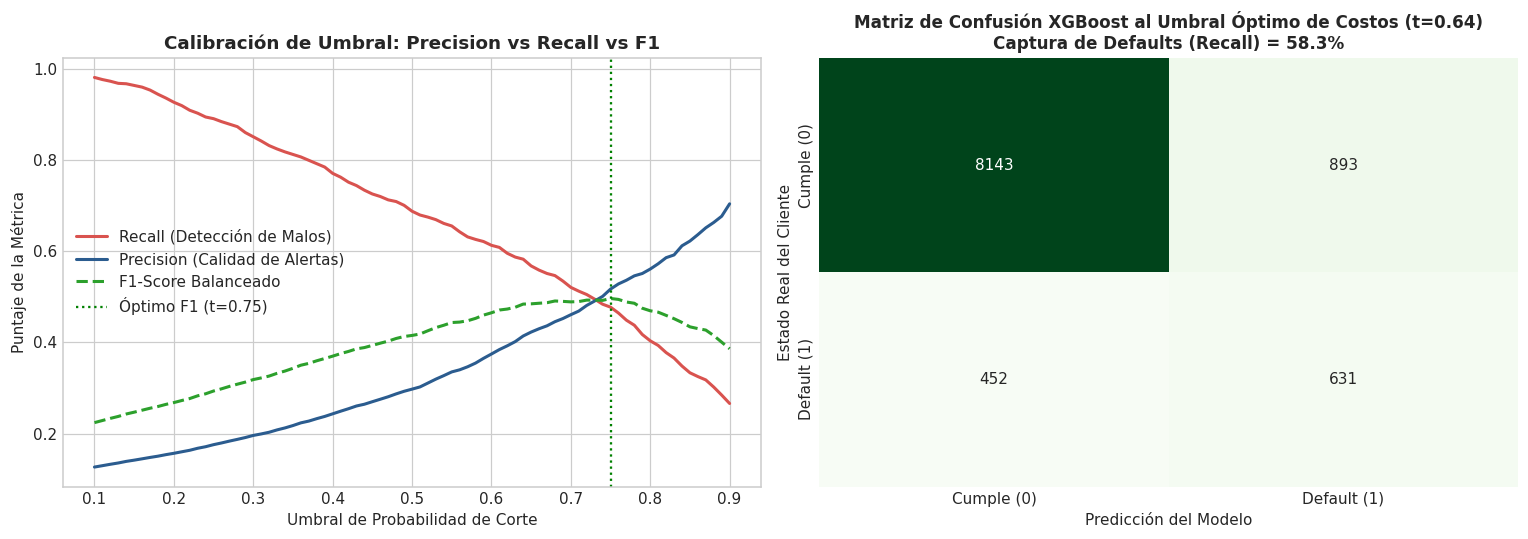 Calibración de Umbral: Precision vs Recall vs F1
1.0
0.8
0.6
0.4
0.2
Puntaje de la Métrica
Recall (Detección de Malos)
Precision (Calidad de Alertas)
F1-Score Balanceado
Óptimo F1 (t=0.75)
0.1 0.2 0.3 0.4 0.5 0.6 0.7 0.8 0.9
Umbral de Probabilidad de Corte
Matriz de Confusión XGBoost al Umbral Óptimo de Costos (t=0.64)
Captura de Defaults (Recall) = 58.3%
Estado Real del Cliente
Cumple (0)
8143 893
Default (1)
452 631
Cumple (0) Default (1)
Predicción del Modelo